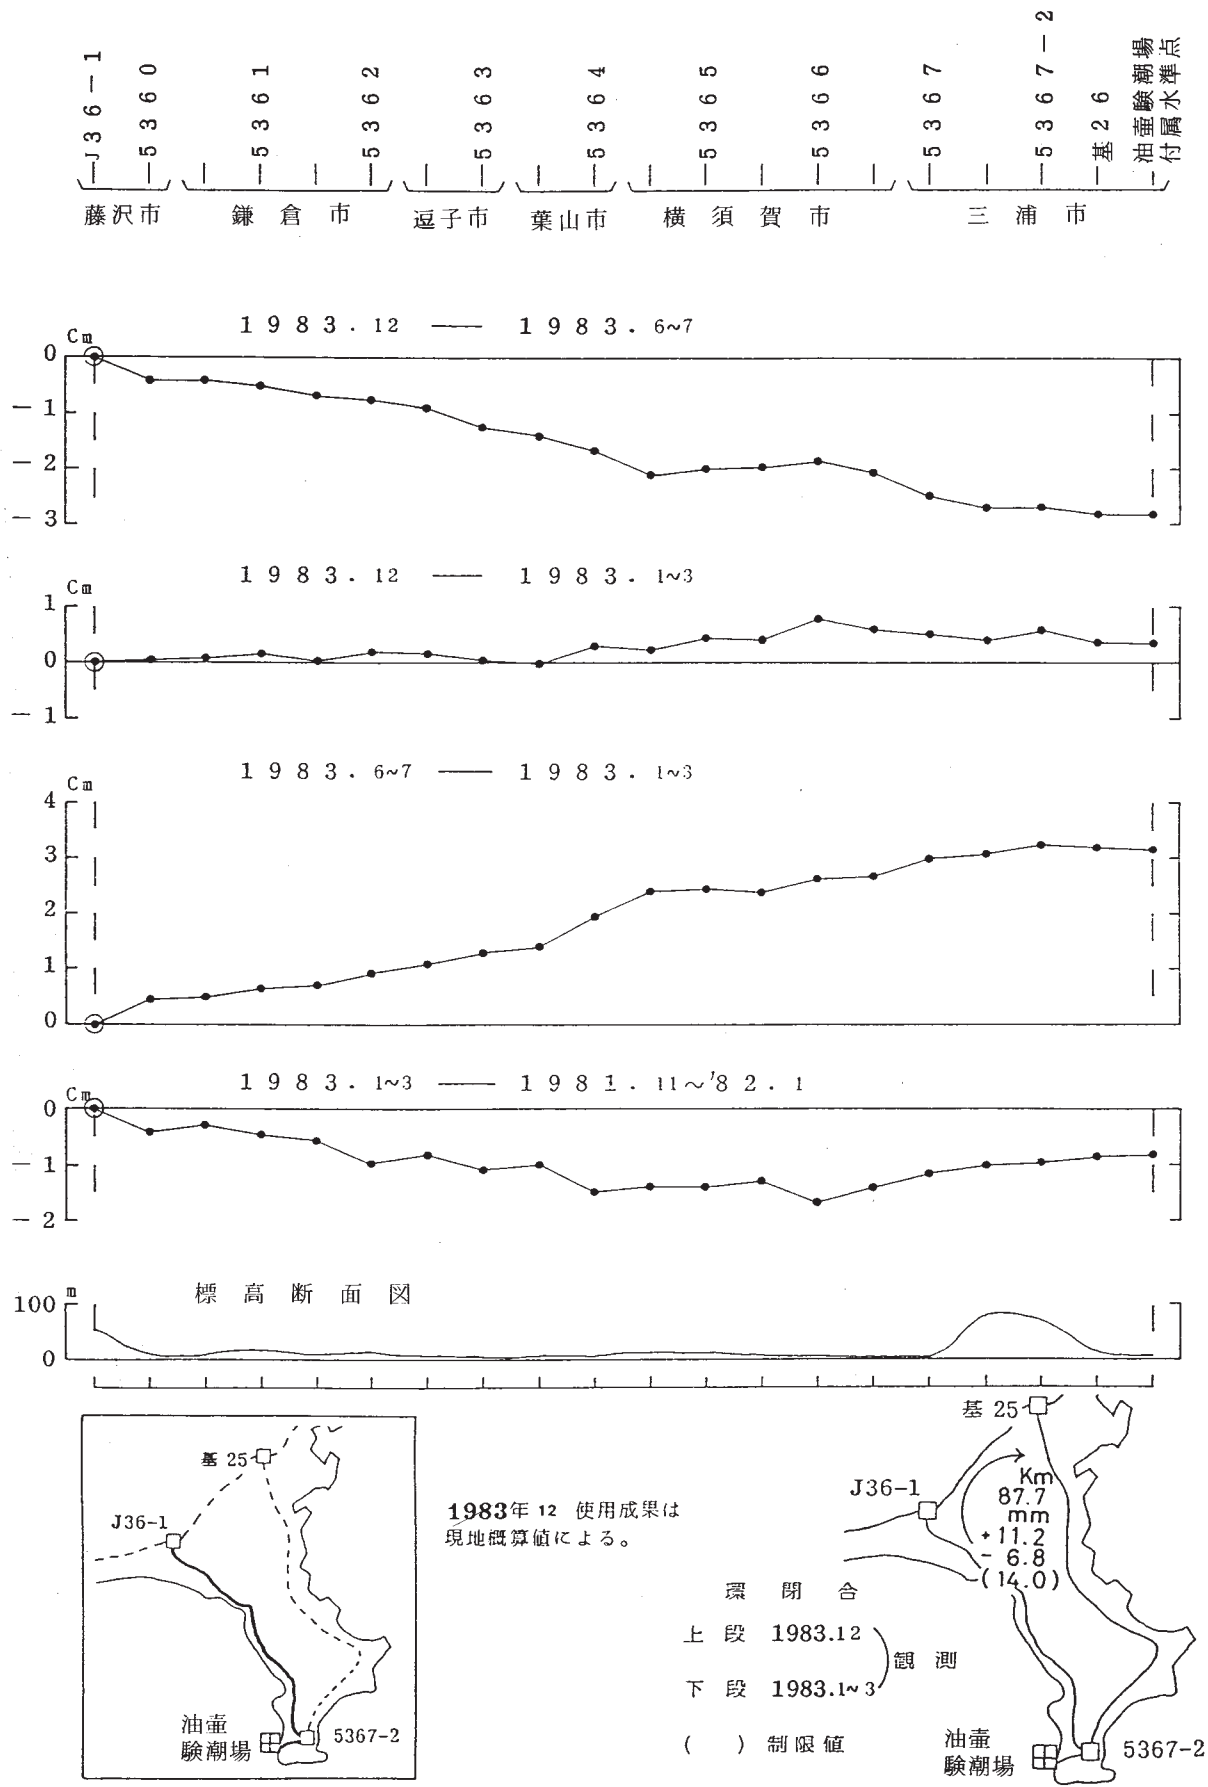 J36-1
5360
5361
5362
5363
5364
5365
5366
5367
5367-2
基26
油壷験潮場
付属水準点
藤沢市 鎌倉市 逗子市 葉山市 横須賀市 三浦市
1983.12 — 1983.6~7
Cm
0
-1
-2
-3
1983.12 — 1983.1~3
Cm
1
0
-1
1983.6~7 — 1983.1~3
Cm
4
3
2
1
0
1983.1~3 — 1981.11~'82.1
Cm
0
-1
-2
標高断面図
m
100
0
基25
J36-1
油壷
験潮場
5367-2
1983年12 使用成果は
現地概算値による。
環閉合
上段 1983.12
下段 1983.1~3
観測
( ) 制限値
基25
J36-1
Km
87.7
mm
+11.2
-6.8
(14.0)
油壷
験潮場
5367-2